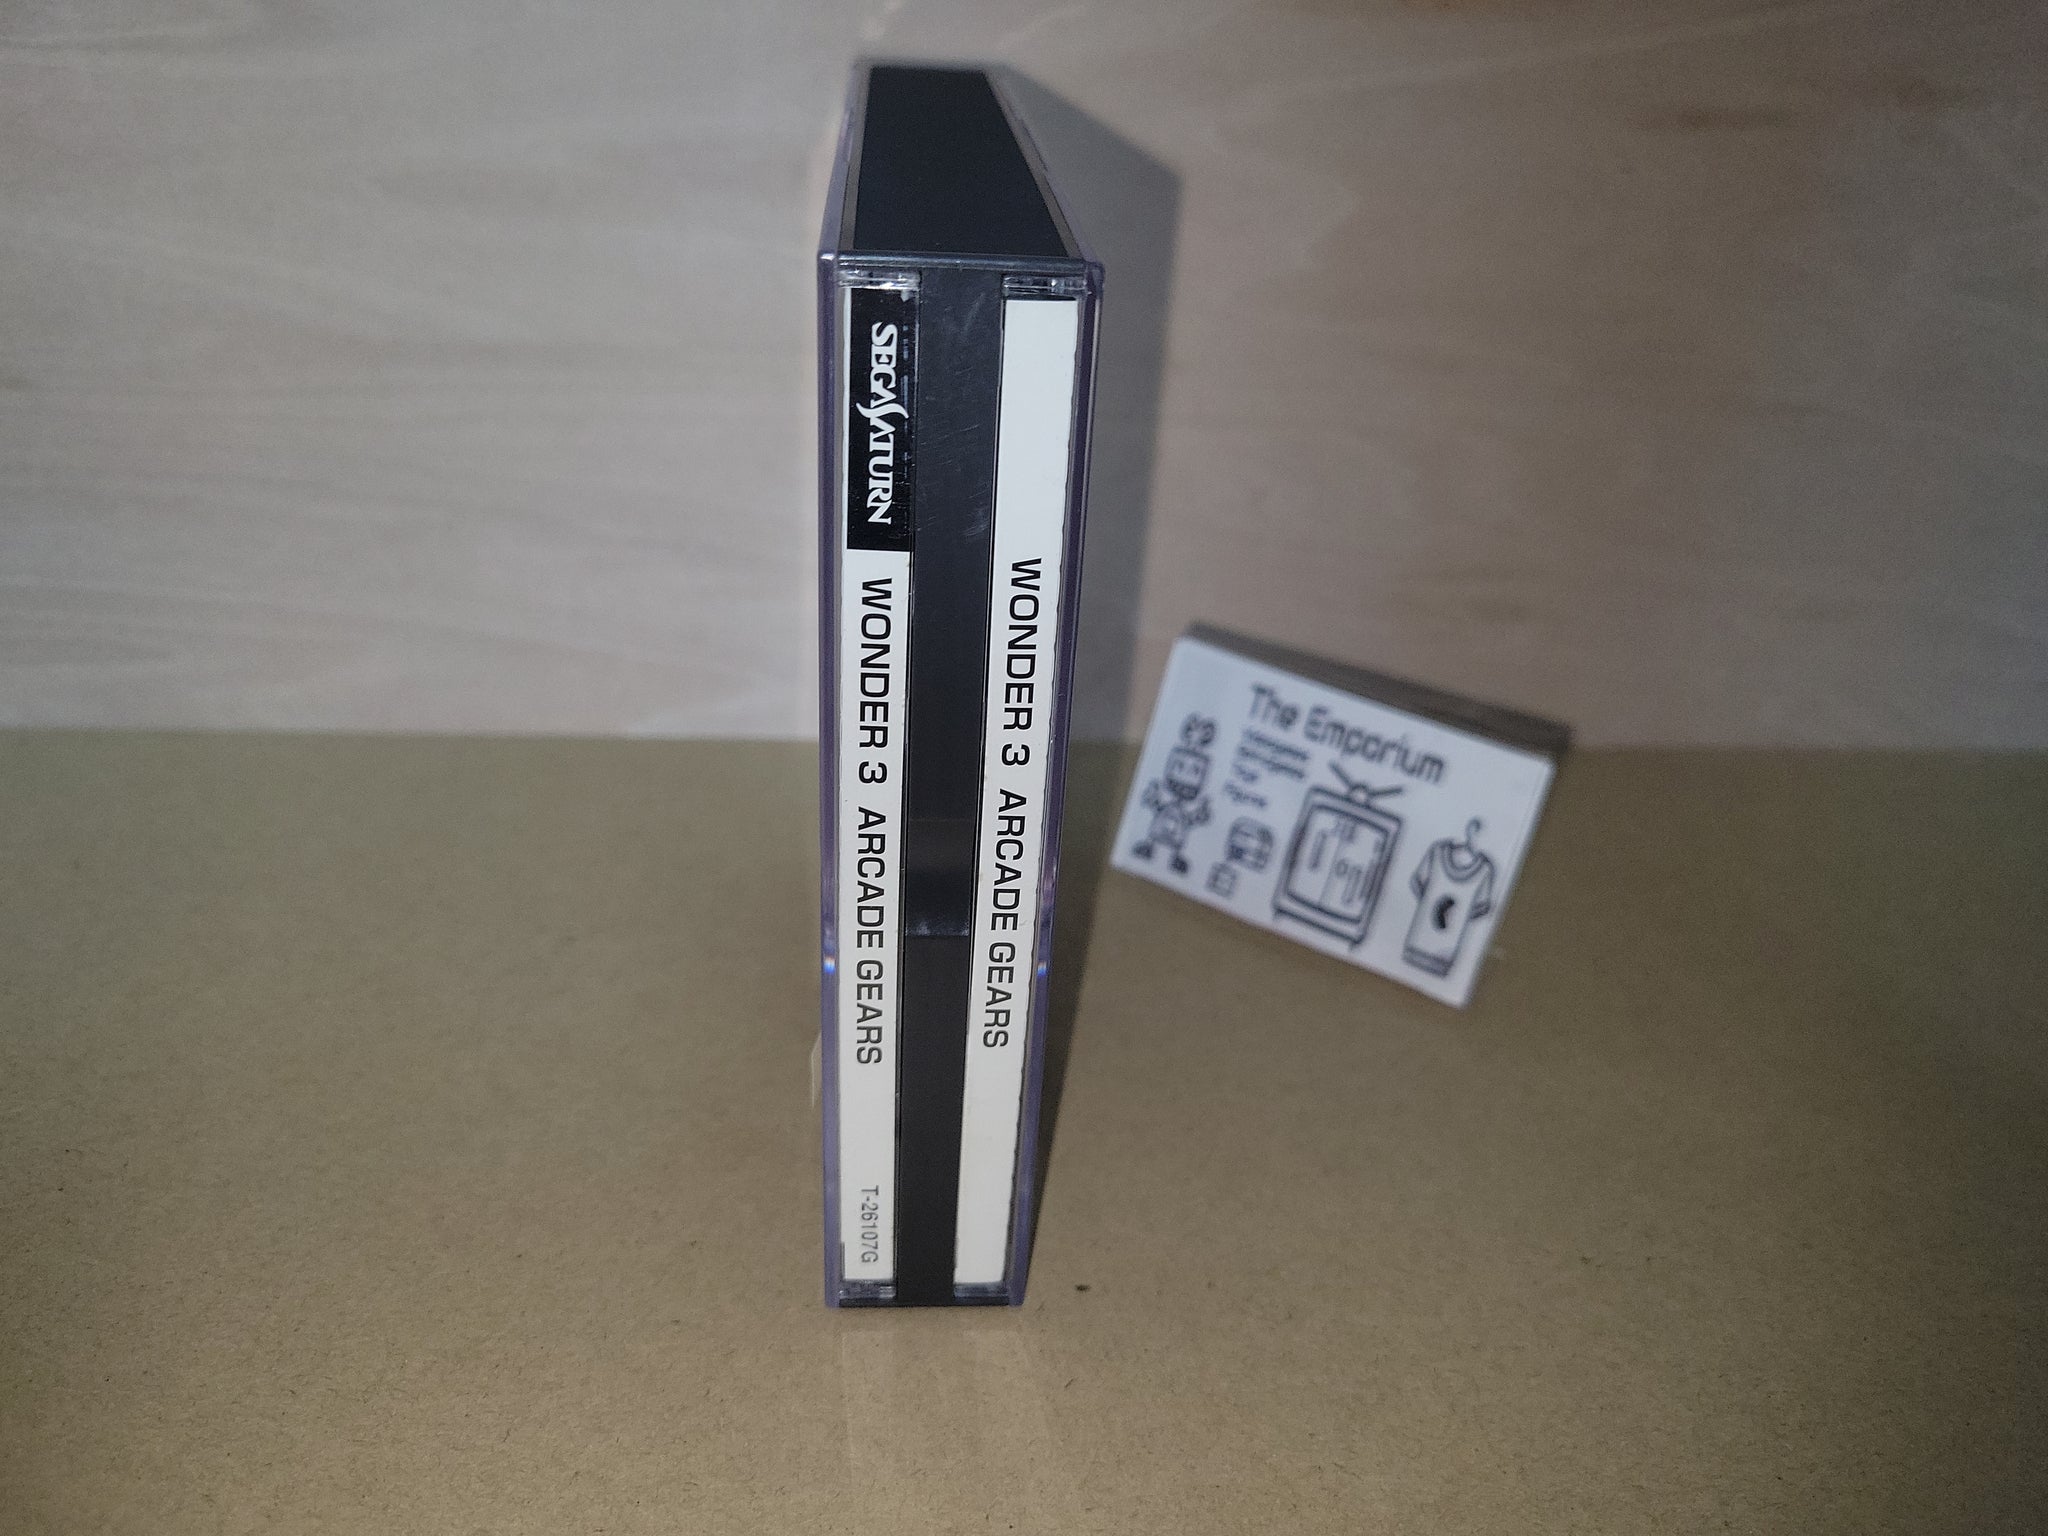 SEGA SATURN
WONDER 3 ARCADE GEARS
T-26107G
WONDER 3 ARCADE GEARS
The Emporium